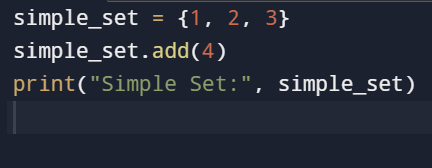 simple_set = {1, 2, 3}
simple_set.add(4)
print("Simple Set:", simple_set)